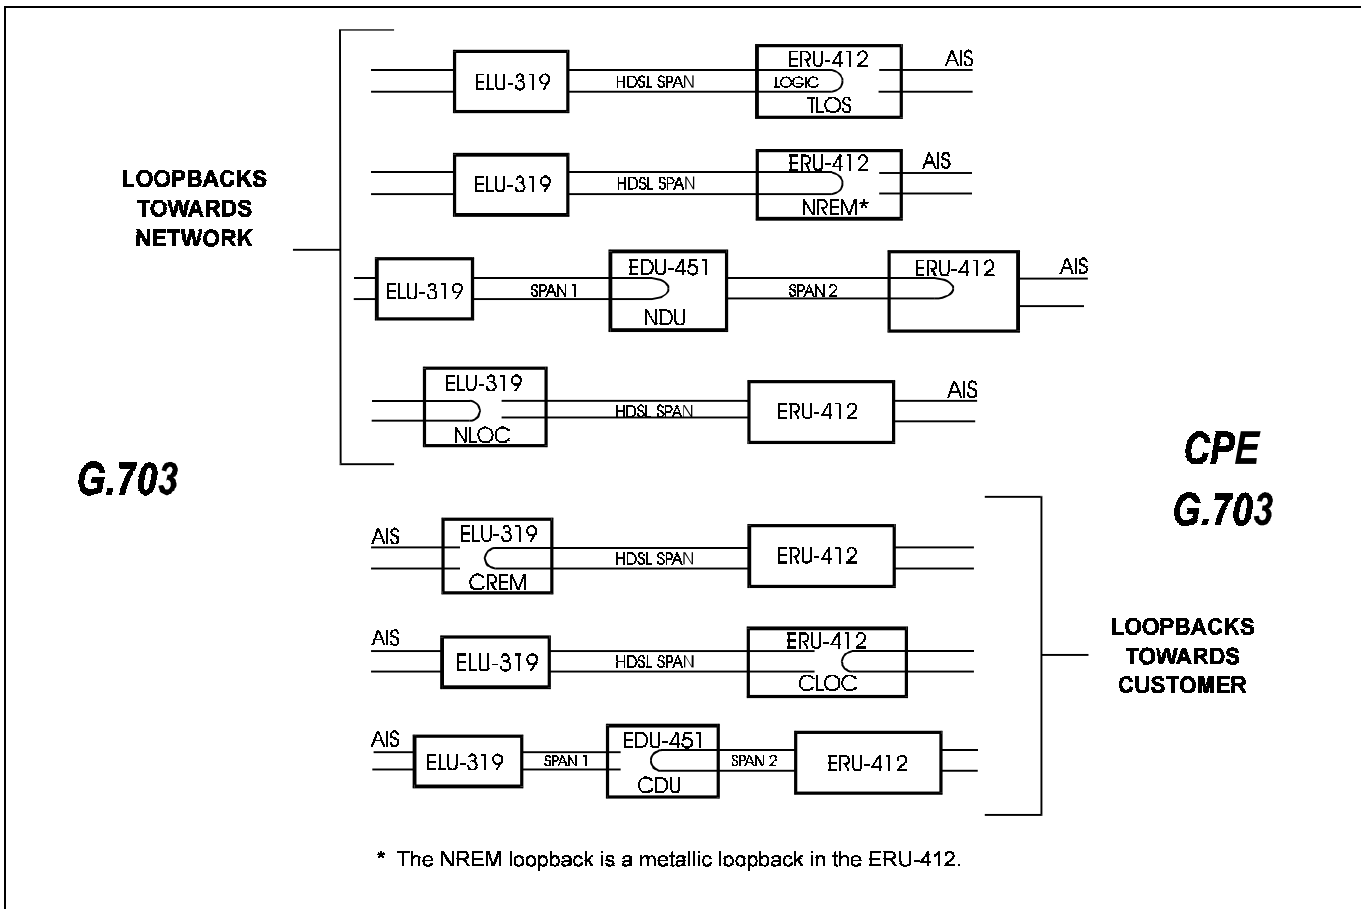 ELU-319 HDSL SPAN ERU-412 LOGIC TLOS AIS
LOOPBACKS
TOWARDS
NETWORK
ELU-319 HDSL SPAN ERU-412 NREM* AIS
ELU-319 SPAN 1 EDU-451 NDU SPAN 2 ERU-412 AIS
ELU-319 NLOC HDSL SPAN ERU-412 AIS
G.703
CPE
G.703
AIS ELU-319 CREM HDSL SPAN ERU-412
AIS ELU-319 HDSL SPAN ERU-412 CLOC
LOOPBACKS
TOWARDS
CUSTOMER
AIS ELU-319 SPAN 1 EDU-451 CDU SPAN 2 ERU-412
* The NREM loopback is a metallic loopback in the ERU-412.